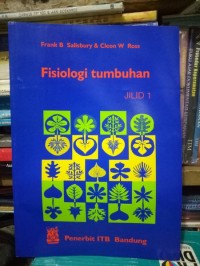 Frank B Salisbury & Cleon W Ross
Fisiologi tumbuhan
JILID 1
Penerbit ITB Bandung